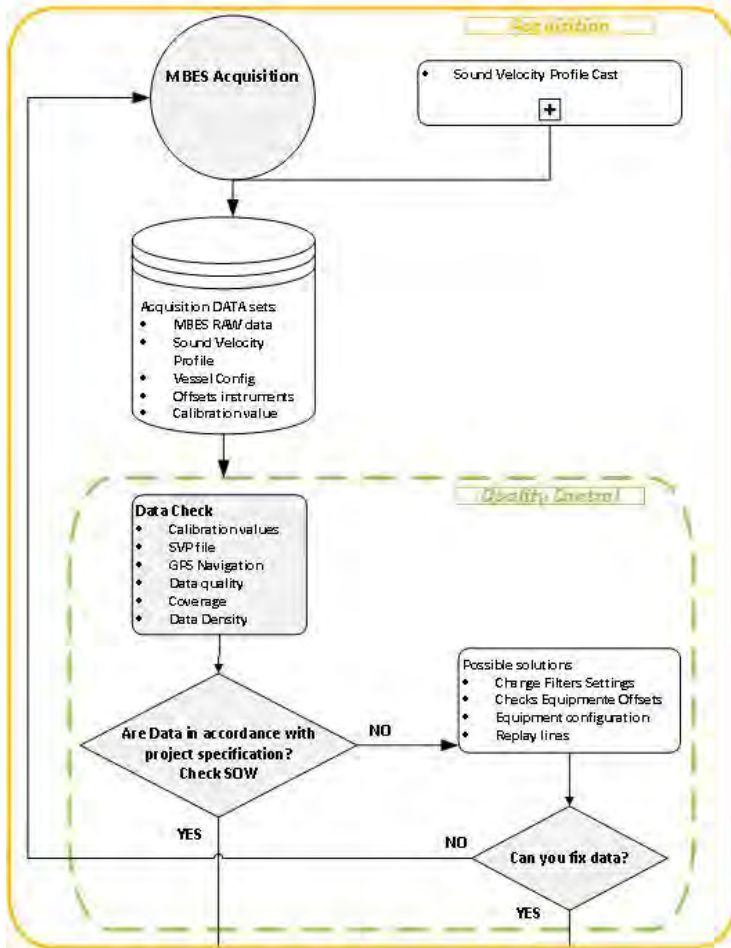 Acquisition
MBES Acquisition
• Sound Velocity Profile Cast
+
Acquisition DATA sets:
• MBES RAW data
• Sound Velocity
Profile
• Vessel Config
• Offsets instruments
• Calibration value
Quality Control
Data Check
• Calibration values
• SVP file
• GPS Navigation
• Data quality
• Coverage
• Data Density
Possible solutions
• Change Filters Settings
• Checks Equipmente Offsets
• Equipment configuration
• Replay lines
Are Data in accordance with
project specification?
Check SOW
NO
YES
NO
Can you fix data?
YES